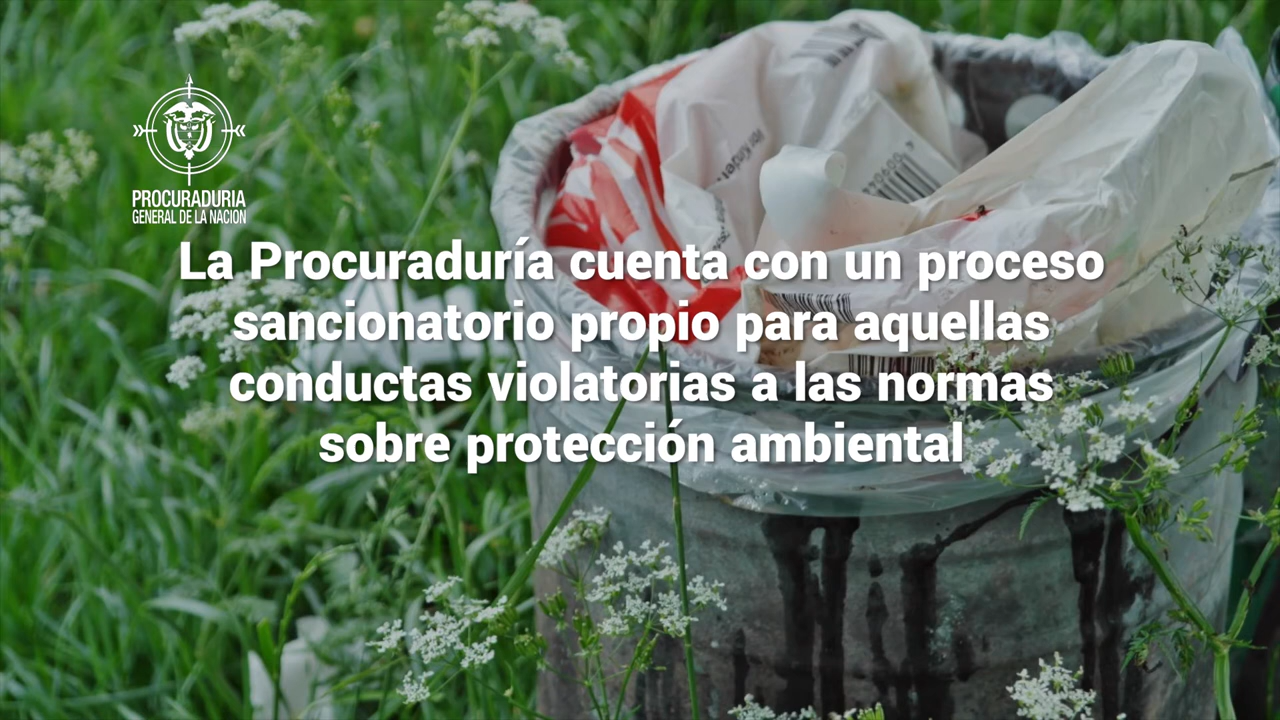 PROCURADURIA
GENERAL DE LA NACION
La Procuraduría cuenta con un proceso
sancionatorio propio para aquellas
conductas violatorias a las normas
sobre protección ambiental